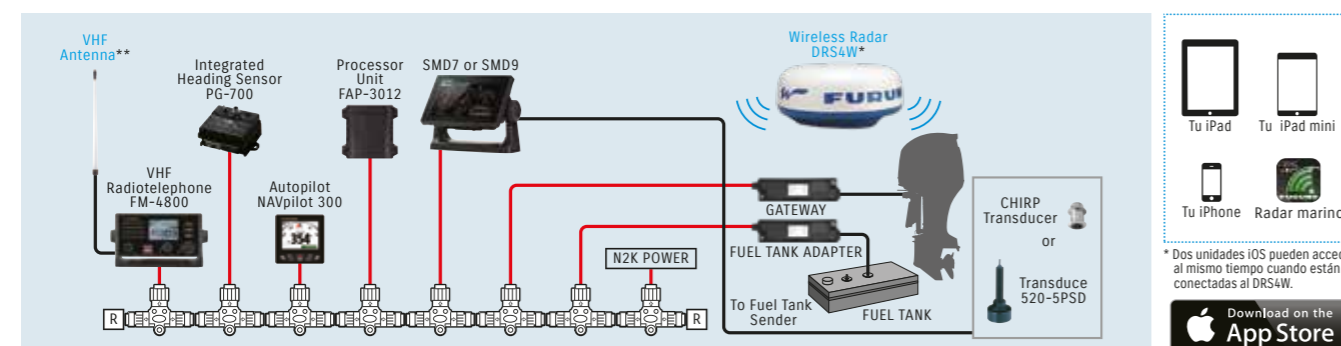 VHF
Antenna**
Integrated
Heading Sensor
PG-700
Processor
Unit
FAP-3012
SMD7 or SMD9
Wireless Radar
DRS4W*
FURUN
VHF
Radiotelephone
FM-4800
Autopilot
NAVpilot 300
354
GATEWAY
FUEL TANK ADAPTER
N2K POWER
To Fuel Tank
Sender
FUEL TANK
CHIRP
Transducer
or
Transduce
520-5PSD
R
R
Tu iPad
Tu iPad mini
Tu iPhone
Radar marino
* Dos unidades iOS pueden acced
al mismo tiempo cuando están
conectadas al DRS4W.
Download on the
App Store